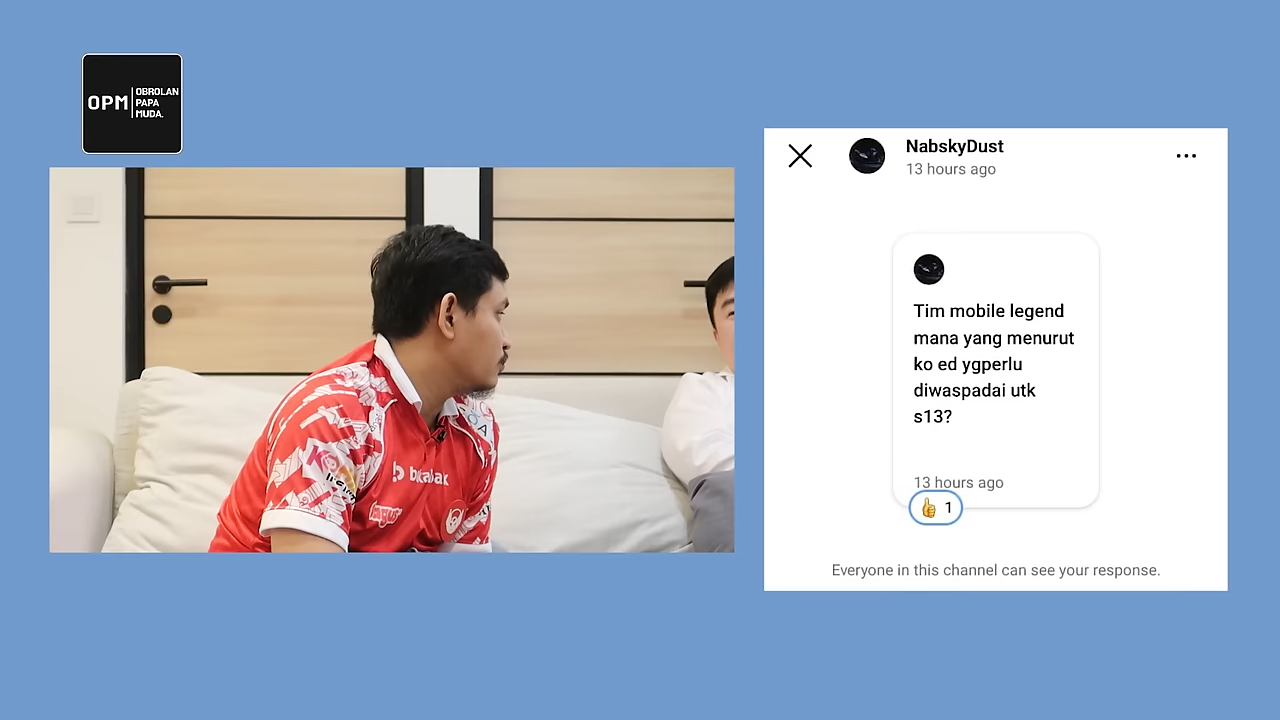 OPM
OBROLAN
PAPA
MUDA.
NabskyDust
13 hours ago
Tim mobile legend
mana yang menurut
ko ed ygperlu
diwaspadai utk
s13?
13 hours ago
👍 1
Everyone in this channel can see your response.